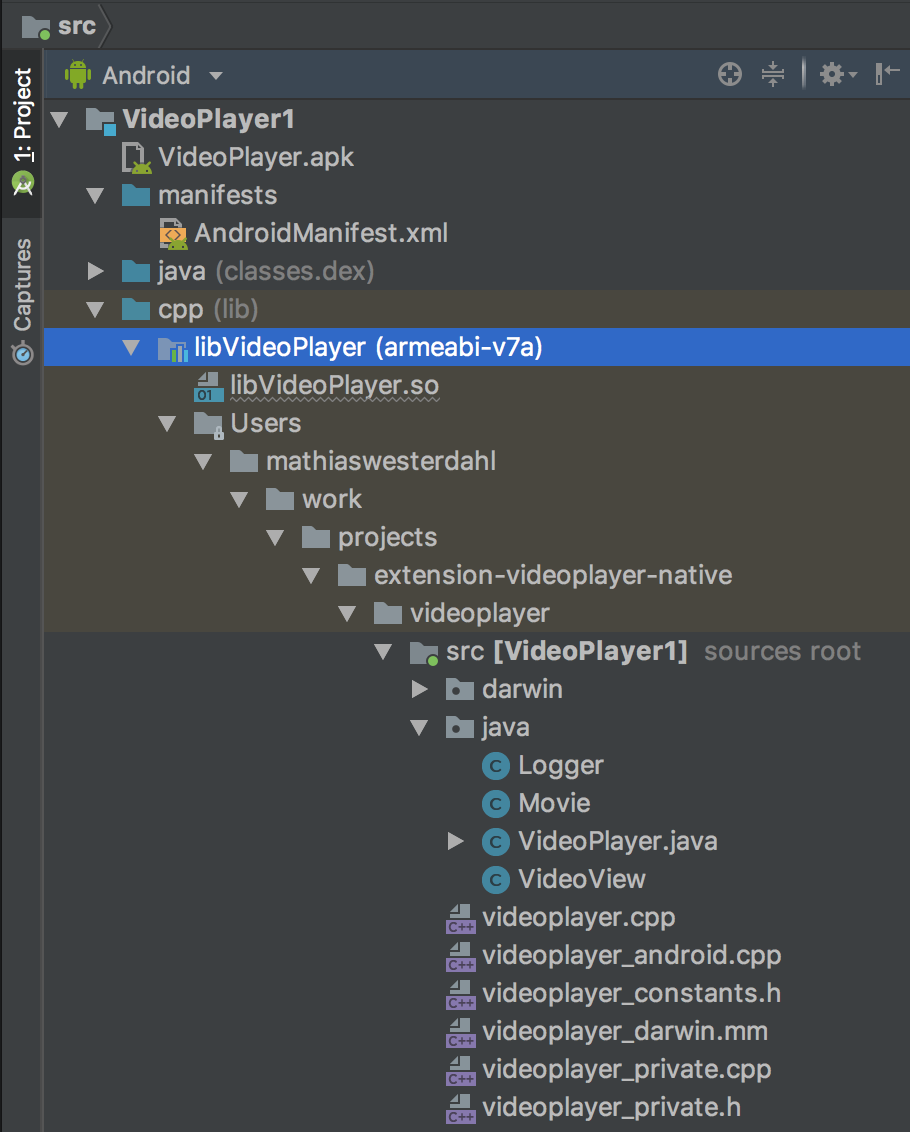 src
1: Project
Captures
Android
VideoPlayer1
VideoPlayer.apk
manifests
AndroidManifest.xml
java (classes.dex)
cpp (lib)
libVideoPlayer (armeabi-v7a)
01 libVideoPlayer.so
Users
mathiaswesterdahl
work
projects
extension-videoplayer-native
videoplayer
src [VideoPlayer1] sources root
darwin
java
C Logger
C Movie
C VideoPlayer.java
C VideoView
C++ videoplayer.cpp
C++ videoplayer_android.cpp
C++ videoplayer_constants.h
C++ videoplayer_darwin.mm
C++ videoplayer_private.cpp
C++ videoplayer_private.h